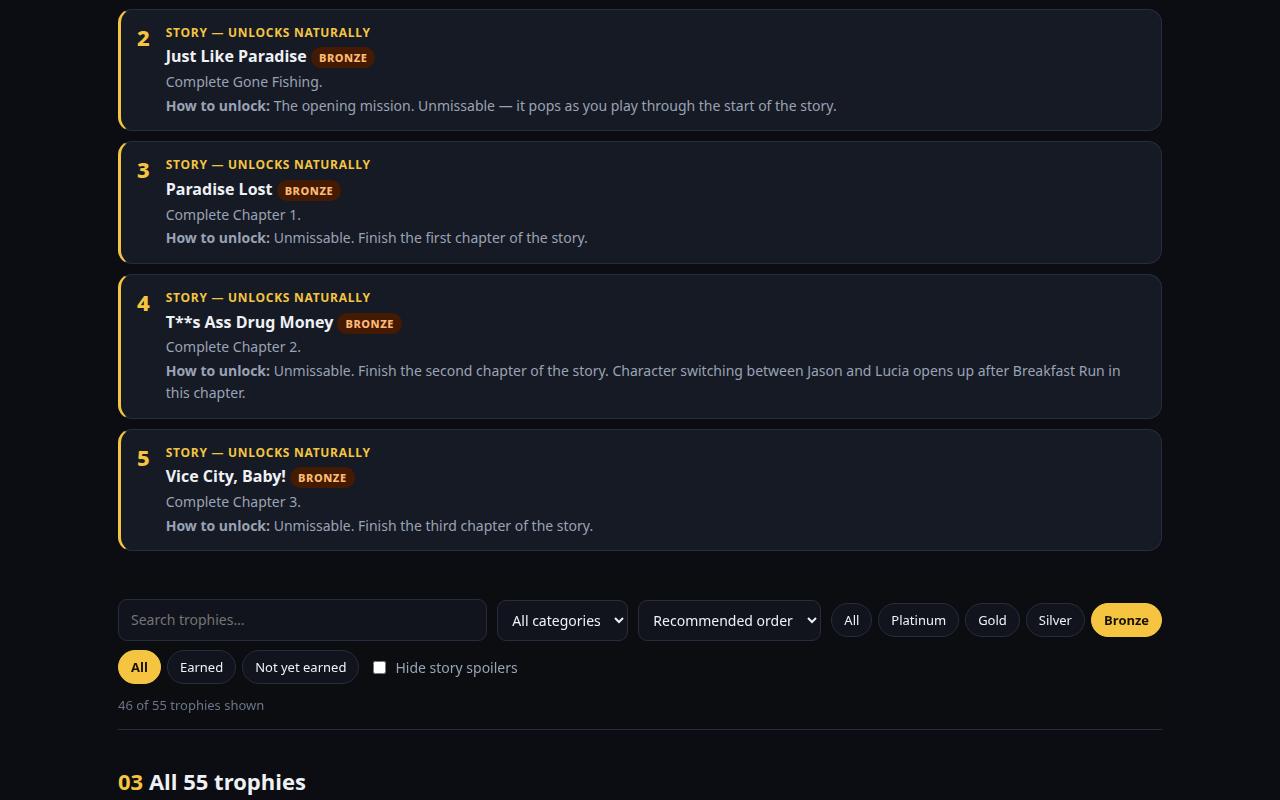 2
STORY — UNLOCKS NATURALLY
Just Like Paradise BRONZE
Complete Gone Fishing.
How to unlock: The opening mission. Unmissable — it pops as you play through the start of the story.
3
STORY — UNLOCKS NATURALLY
Paradise Lost BRONZE
Complete Chapter 1.
How to unlock: Unmissable. Finish the first chapter of the story.
4
STORY — UNLOCKS NATURALLY
T**s Ass Drug Money BRONZE
Complete Chapter 2.
How to unlock: Unmissable. Finish the second chapter of the story. Character switching between Jason and Lucia opens up after Breakfast Run in
this chapter.
5
STORY — UNLOCKS NATURALLY
Vice City, Baby! BRONZE
Complete Chapter 3.
How to unlock: Unmissable. Finish the third chapter of the story.
Search trophies… All categories Recommended order All Platinum Gold Silver Bronze
All Earned Not yet earned Hide story spoilers
46 of 55 trophies shown
03 All 55 trophies